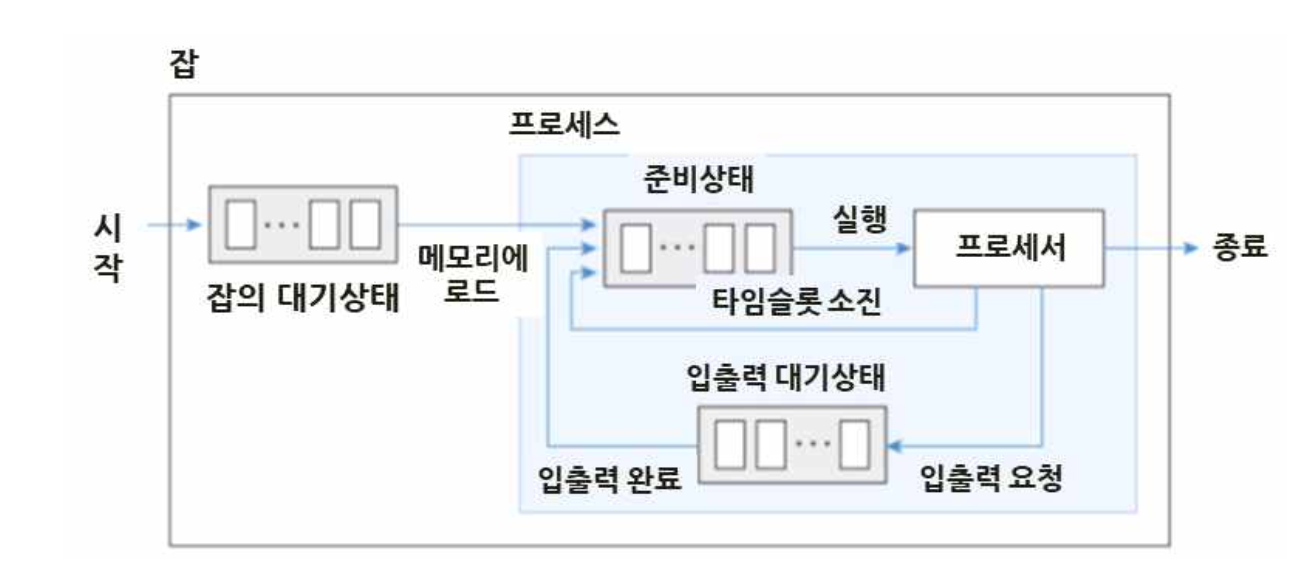 잡
프로세스
준비상태
시
작
실행
프로세서
종료
메모리에
로드
잡의 대기상태
타임슬롯 소진
입출력 대기상태
입출력 완료
입출력 요청